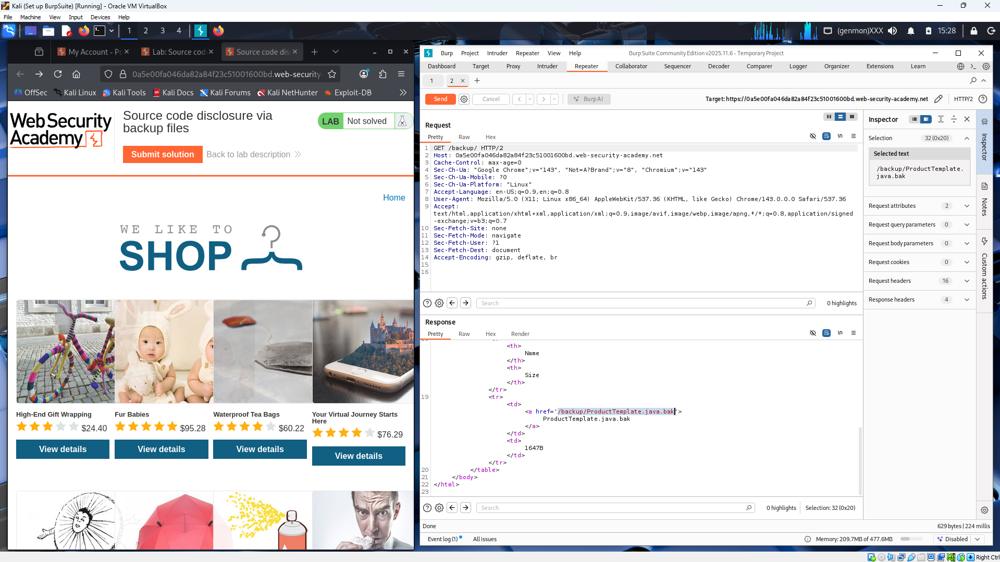 Kali (Set up BurpSuite) [Running] - Oracle VM VirtualBox
File Machine View Input Devices Help
1 2 3 4
(genmon)XXX 15:28
My Account - Po
Lab: Source cod
Source code dis
0a5e00fa046da82a84f23c51001600bd.web-security-
OffSec Kali Linux Kali Tools Kali Docs Kali Forums Kali NetHunter Exploit-DB
Web Security Academy
Source code disclosure via backup files
LAB Not solved
Submit solution
Back to lab description
Home
WE LIKE TO
SHOP
High-End Gift Wrapping
$24.40
View details
Fur Babies
$95.28
View details
Waterproof Tea Bags
$60.22
View details
Your Virtual Journey Starts Here
$76.29
View details
Burp Project Intruder Repeater View Help
Burp Suite Community Edition v2025.11.6 - Temporary Project
Dashboard Target Proxy Intruder Repeater Collaborator Sequencer Decoder Comparer Logger Organizer Extensions Learn
1 2 × +
Send Cancel Burp AI
Target: https://0a5e00fa046da82a84f23c51001600bd.web-security-academy.net
HTTP/2
Request
Pretty Raw Hex
\n
1 GET /backup/ HTTP/2
2 Host: 0a5e00fa046da82a84f23c51001600bd.web-security-academy.net
3 Cache-Control: max-age=0
4 Sec-Ch-Ua: "Google Chrome";v="143", "Not=A?Brand";v="8", "Chromium";v="143"
5 Sec-Ch-Ua-Mobile: ?0
6 Sec-Ch-Ua-Platform: "Linux"
7 Accept-Language: en-US;q=0.9,en;q=0.8
8 User-Agent: Mozilla/5.0 (X11; Linux x86_64) AppleWebKit/537.36 (KHTML, like Gecko) Chrome/143.0.0.0 Safari/537.36
9 Accept:
text/html,application/xhtml+xml,application/xml;q=0.9,image/avif,image/webp,image/apng,*/*;q=0.8,application/signed
-exchange;v=b3;q=0.7
10 Sec-Fetch-Site: none
11 Sec-Fetch-Mode: navigate
12 Sec-Fetch-User: ?1
13 Sec-Fetch-Dest: document
14 Accept-Encoding: gzip, deflate, br
15
16
Search
0 highlights
Response
Pretty Raw Hex Render
\n
<th>
Name
</th>
<th>
Size
</th>
</tr>
19 <tr>
<td>
<a href='/backup/ProductTemplate.java.bak'>
ProductTemplate.java.bak
</a>
</td>
<td>
1647B
</td>
</tr>
20 </table>
21 </body>
22 </html>
23
Search
0 highlights
Selection: 32 (0x20)
Done
629 bytes | 224 millis
Event log (1)
All issues
Memory: 209.7MB of 477.6MB
Disabled
Inspector
Selection 32 (0x20)
Selected text
/backup/ProductTemplate.
java.bak
Request attributes 2
Request query parameters 0
Request body parameters 0
Request cookies 0
Request headers 16
Response headers 4
Inspector
Notes
Custom actions
Right Ctrl